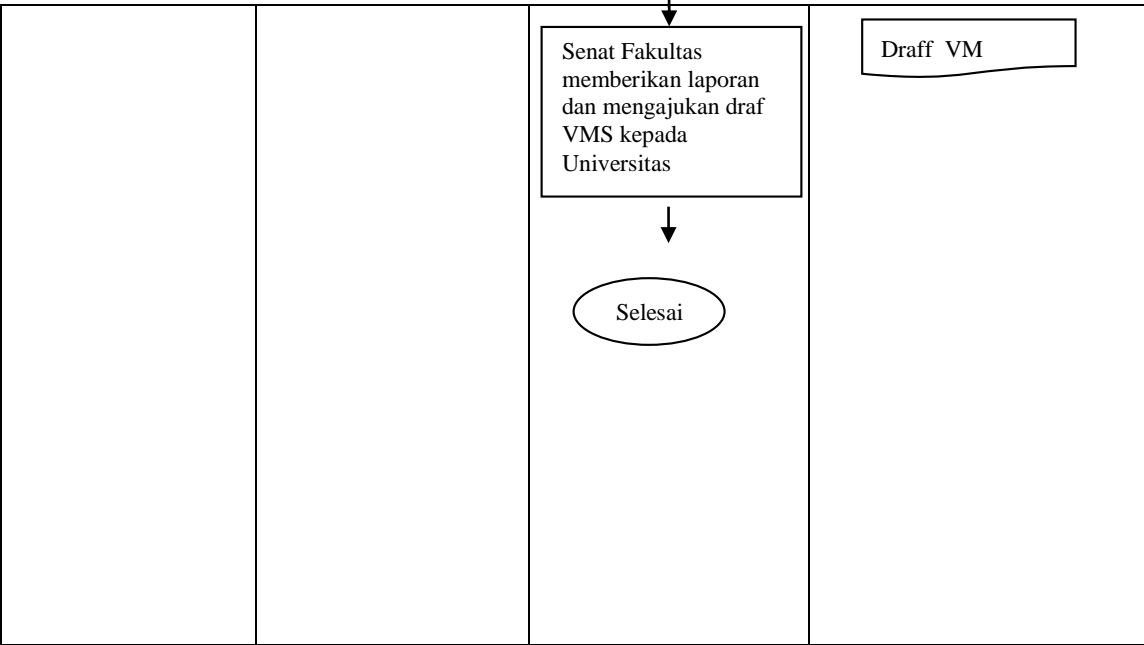 Senat Fakultas
memberikan laporan
dan mengajukan draf
VMS kepada
Universitas
Draff VM
Selesai